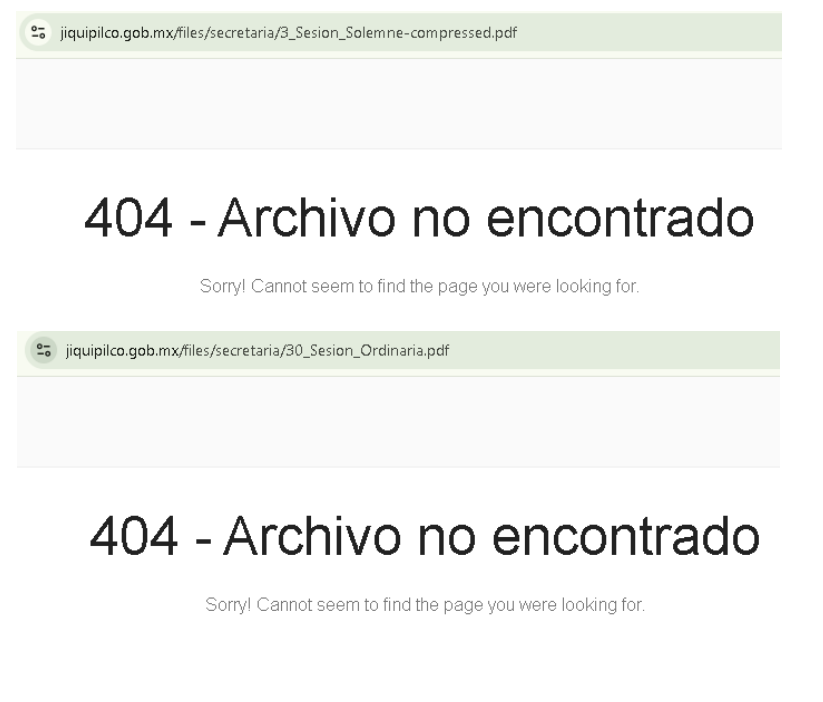 jiquipilco.gob.mx/files/secretaria/3_Sesion_Solemne-compressed.pdf
404 - Archivo no encontrado
Sorry! Cannot seem to find the page you were looking for.
jiquipilco.gob.mx/files/secretaria/30_Sesion_Ordinaria.pdf
404 - Archivo no encontrado
Sorry! Cannot seem to find the page you were looking for.